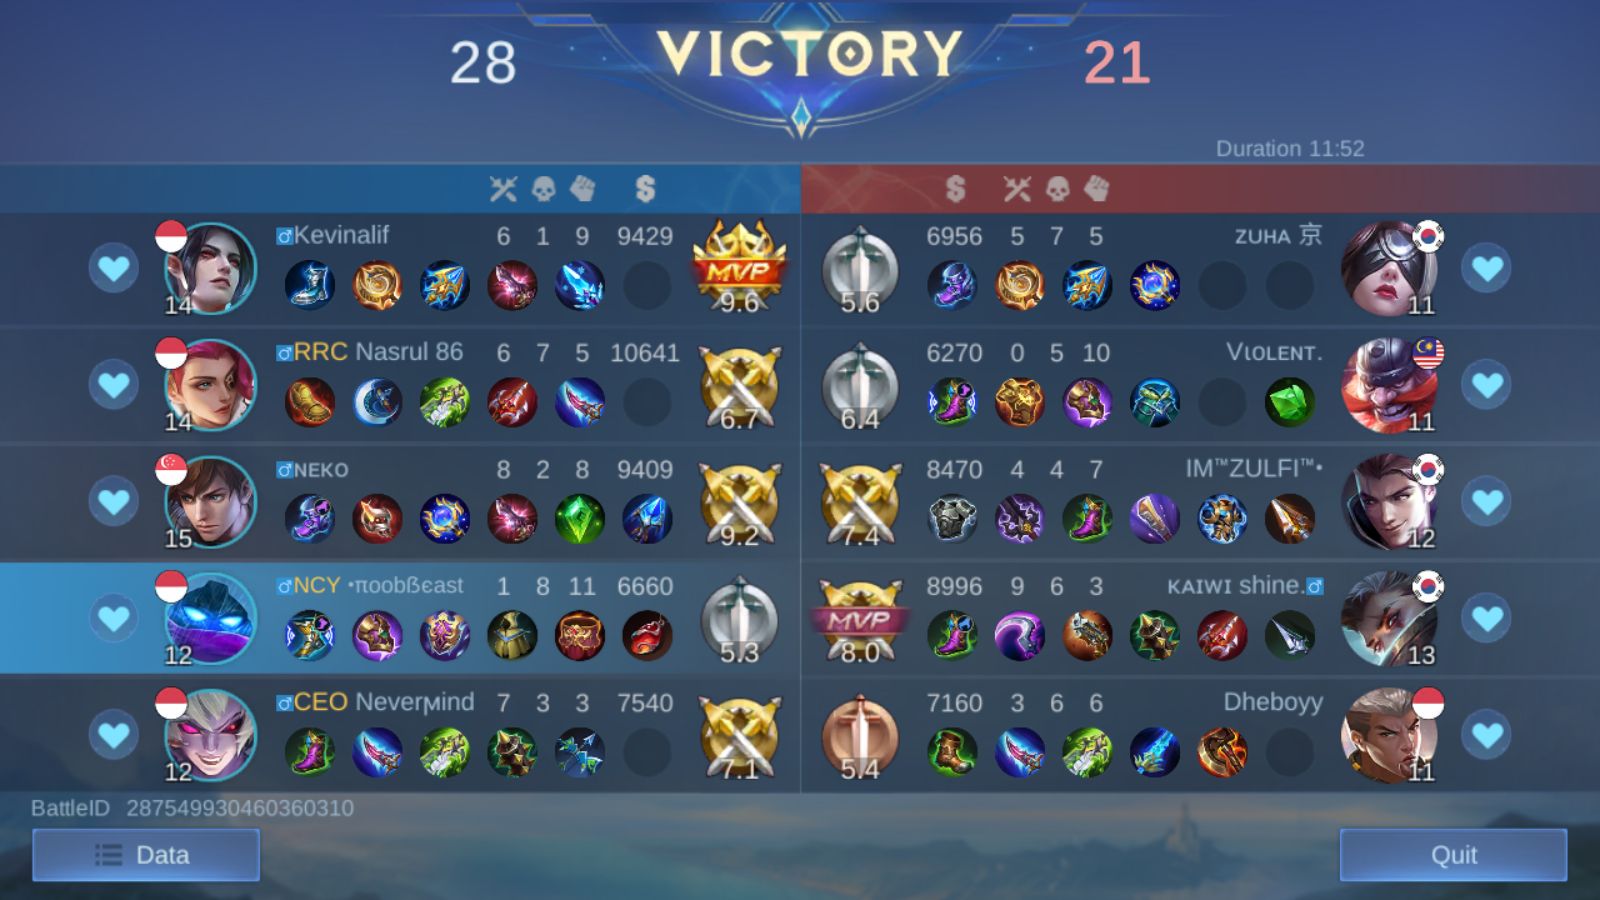 28 VICTORY 21
Duration 11:52
♂Kevinalif 6 1 9 9429
14 MVP 9.6
6956 5 7 5 ZUHA 京
5.6 11
♂RRC Nasrul 86 6 7 5 10641
14 6.7
6270 0 5 10 VιOLENT.
6.4 11
♂NEKO 8 2 8 9409
15 9.2
8470 4 4 7 IM™ZULFI™•
7.4 12
♂NCY •πoobßєast 1 8 11 6660
12 5.3
8996 9 6 3 KAIWI shine.♂
MVP 8.0 13
♂CEO Neverϻind 7 3 3 7540
12 7.1
7160 3 6 6 Dheboyy
5.4 11
BattleID 287549930460360310
Data Quit